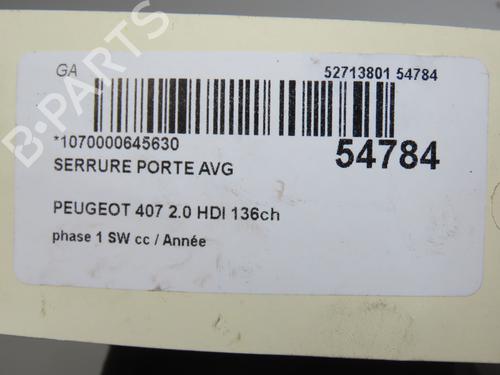 GA
52713801 54784
*1070000645630
54784
SERRURE PORTE AVG
PEUGEOT 407 2.0 HDI 136ch
phase 1 SW cc / Année
B-PARTS